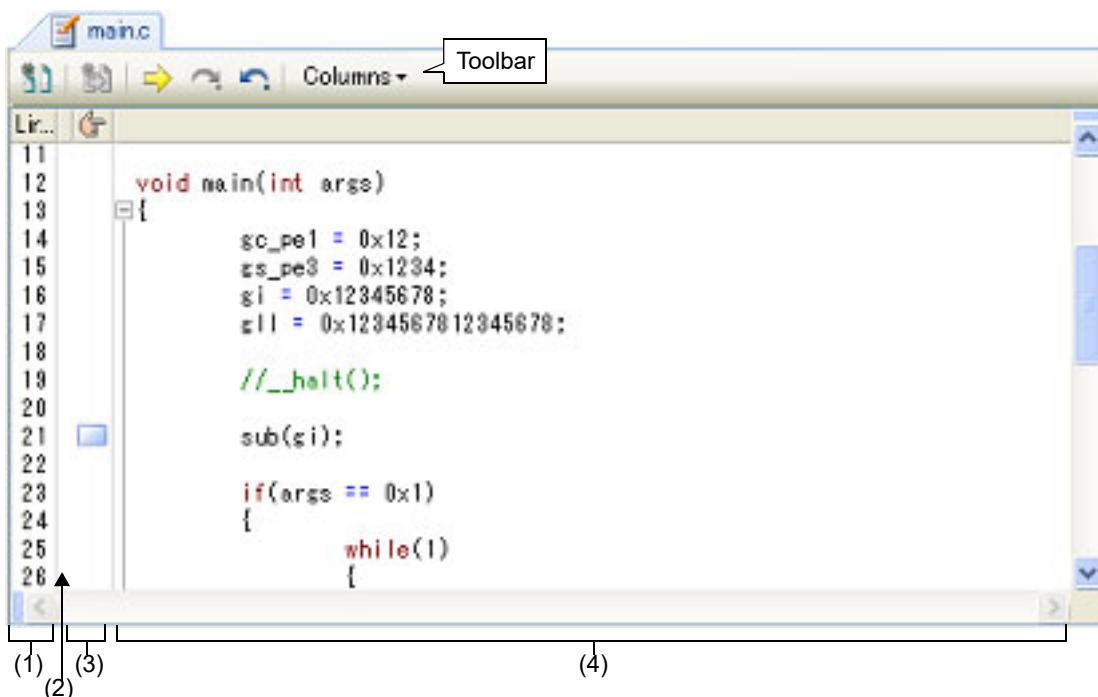 main.c
Columns
Toolbar
Lir...
11
12 void main(int args)
13 {
14 gc_pe1 = 0x12;
15 gs_pe3 = 0x1234;
16 gi = 0x12345678;
17 gll = 0x1234567812345678;
18
19 //__halt();
20
21 sub(gi);
22
23 if(args == 0x1)
24 {
25 while(1)
26 {
(1) (3) (4)
(2)